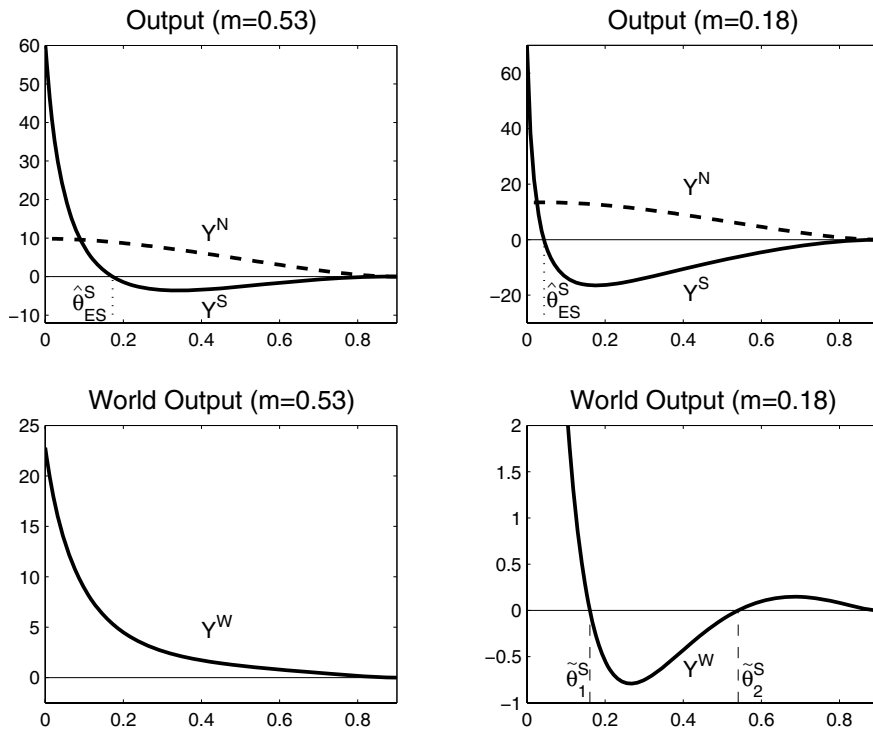 Output (m=0.53)
60
50
40
30
20
10
0
−10
Y^N
Y^S
θ̂^S_ES
0 0.2 0.4 0.6 0.8
Output (m=0.18)
60
40
20
0
−20
Y^N
Y^S
θ̂^S_ES
0 0.2 0.4 0.6 0.8
World Output (m=0.53)
25
20
15
10
5
0
Y^W
0 0.2 0.4 0.6 0.8
World Output (m=0.18)
2
1.5
1
0.5
0
−0.5
−1
θ̃^S_1
Y^W
θ̃^S_2
0 0.2 0.4 0.6 0.8